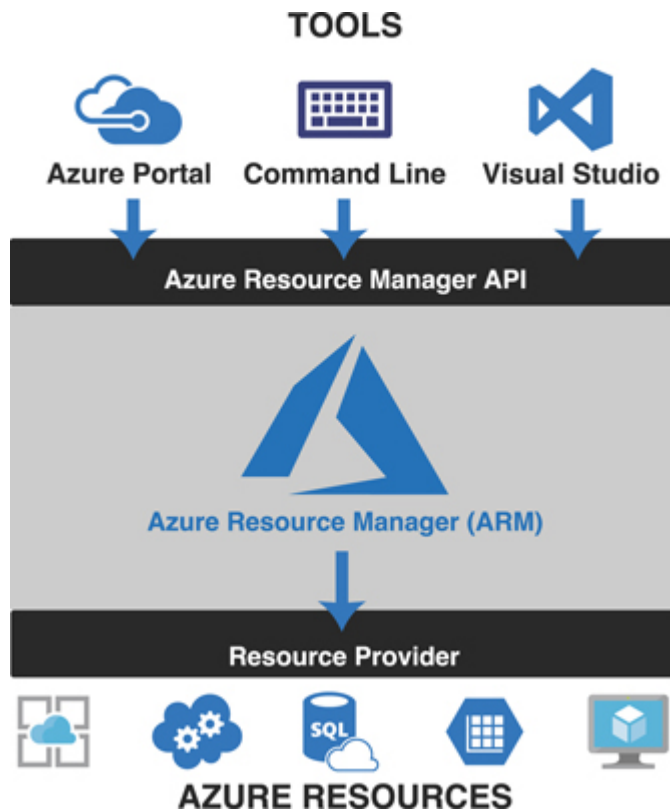 TOOLS
Azure Portal
Command Line
Visual Studio
Azure Resource Manager API
Azure Resource Manager (ARM)
Resource Provider
SQL
AZURE RESOURCES